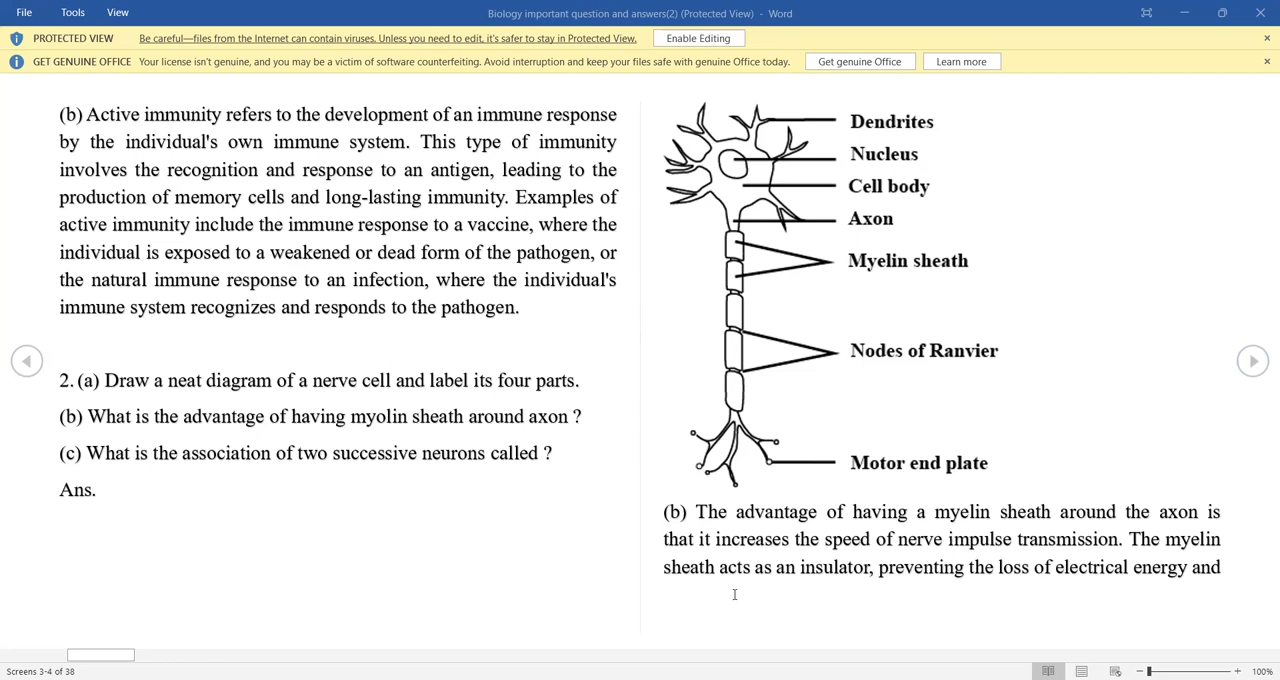 File Tools View Biology important question and answers(2) (Protected View) - Word
PROTECTED VIEW Be careful—files from the Internet can contain viruses. Unless you need to edit, it's safer to stay in Protected View. Enable Editing
GET GENUINE OFFICE Your license isn't genuine, and you may be a victim of software counterfeiting. Avoid interruption and keep your files safe with genuine Office today. Get genuine Office Learn more
(b) Active immunity refers to the development of an immune response
by the individual's own immune system. This type of immunity
involves the recognition and response to an antigen, leading to the
production of memory cells and long-lasting immunity. Examples of
active immunity include the immune response to a vaccine, where the
individual is exposed to a weakened or dead form of the pathogen, or
the natural immune response to an infection, where the individual's
immune system recognizes and responds to the pathogen.
2. (a) Draw a neat diagram of a nerve cell and label its four parts.
(b) What is the advantage of having myolin sheath around axon ?
(c) What is the association of two successive neurons called ?
Ans.
Dendrites
Nucleus
Cell body
Axon
Myelin sheath
Nodes of Ranvier
Motor end plate
(b) The advantage of having a myelin sheath around the axon is
that it increases the speed of nerve impulse transmission. The myelin
sheath acts as an insulator, preventing the loss of electrical energy and
Screens 3-4 of 38
100%